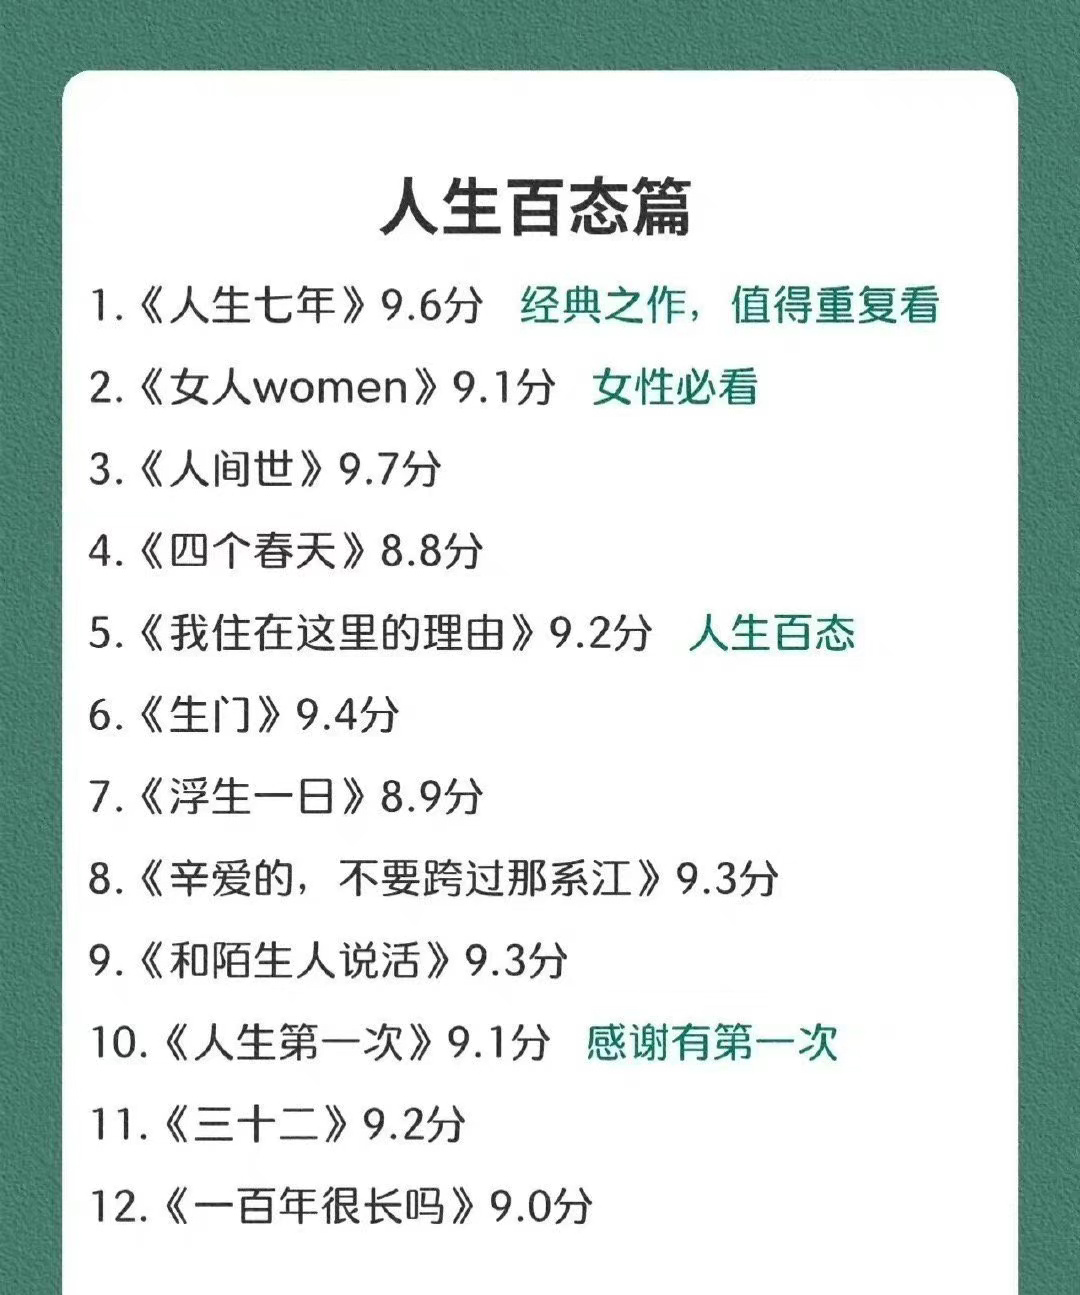 人生百态篇
1.《人生七年》9.6分 经典之作，值得重复看
2.《女人women》9.1分 女性必看
3.《人间世》9.7分
4.《四个春天》8.8分
5.《我住在这里的理由》9.2分 人生百态
6.《生门》9.4分
7.《浮生一日》8.9分
8.《辛爱的，不要跨过那系江》9.3分
9.《和陌生人说活》9.3分
10.《人生第一次》9.1分 感谢有第一次
11.《三十二》9.2分
12.《一百年很长吗》9.0分